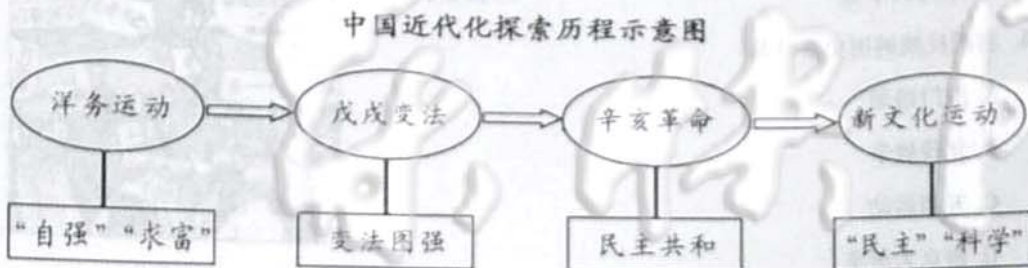 中国近代化探索历程示意图
洋务运动 戊戌变法 辛亥革命 新文化运动
“自强”“求富” 变法图强 民主共和 “民主”“科学”